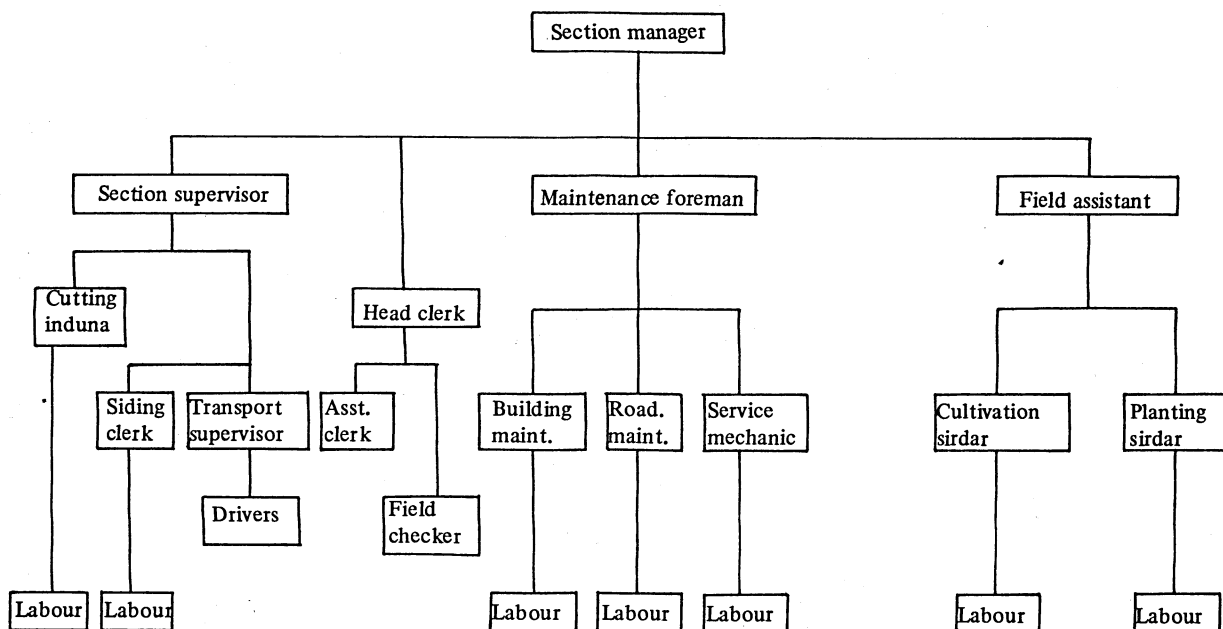 Section manager
Section supervisor
Maintenance foreman
Field assistant
Cutting
induna
Head clerk
Siding
clerk
Transport
supervisor
Asst.
clerk
Building
maint.
Road.
maint.
Service
mechanic
Cultivation
sirdar
Planting
sirdar
Drivers
Field
checker
Labour
Labour
Labour
Labour
Labour
Labour
Labour